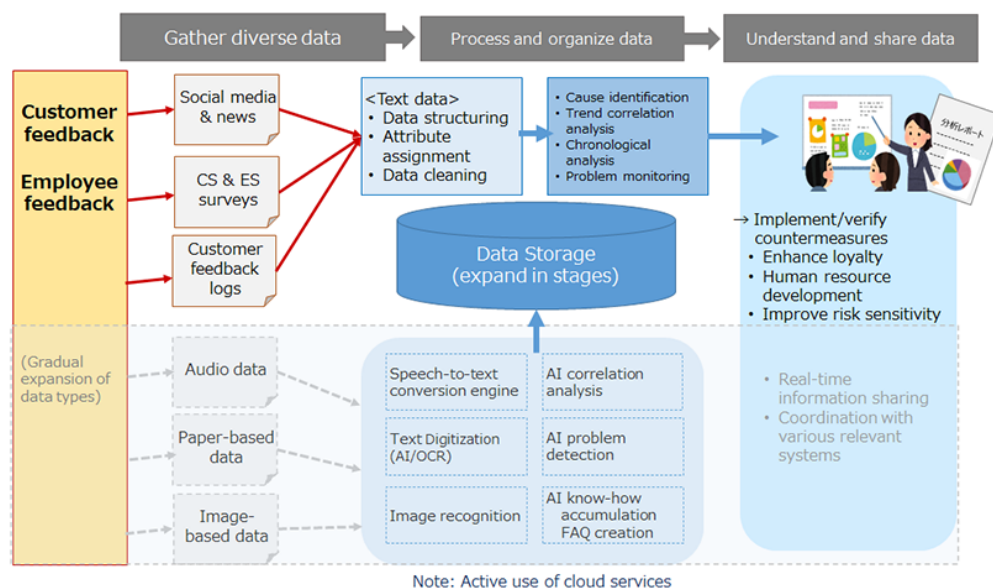 Gather diverse data
Process and organize data
Understand and share data
Customer
feedback
Employee
feedback
Social media
& news
CS & ES
surveys
Customer
feedback
logs
<Text data>
• Data structuring
• Attribute
assignment
• Data cleaning
• Cause identification
• Trend correlation
analysis
• Chronological
analysis
• Problem monitoring
分析レポート
Data Storage
(expand in stages)
→ Implement/verify
countermeasures
• Enhance loyalty
• Human resource
development
• Improve risk sensitivity
(Gradual
expansion of
data types)
Audio data
Paper-based
data
Image-
based data
Speech-to-text
conversion engine
AI correlation
analysis
Text Digitization
(AI/OCR)
AI problem
detection
Image recognition
AI know-how
accumulation
FAQ creation
• Real-time
information sharing
• Coordination with
various relevant
systems
Note: Active use of cloud services